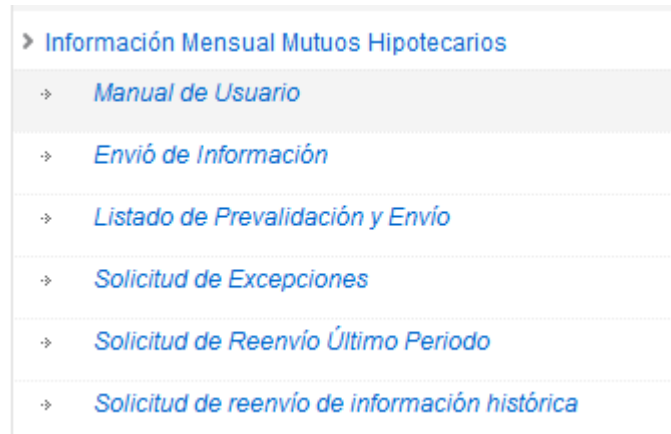 Información Mensual Mutuos Hipotecarios
Manual de Usuario
Envió de Información
Listado de Prevalidación y Envío
Solicitud de Excepciones
Solicitud de Reenvío Último Periodo
Solicitud de reenvío de información histórica